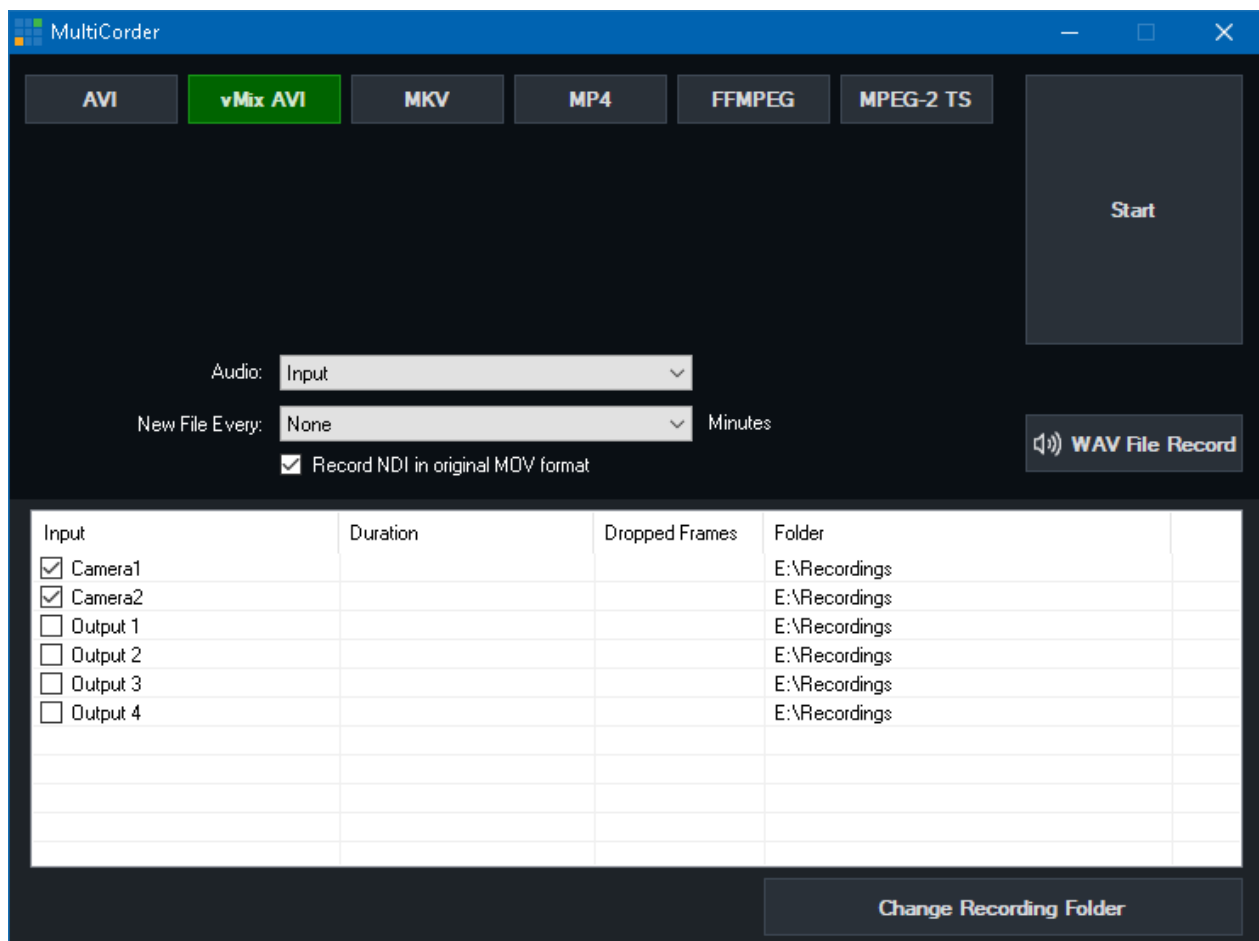 MultiCorder
AVI vMix AVI MKV MP4 FFMPEG MPEG-2 TS
Start
Audio: Input
New File Every: None Minutes
Record NDI in original MOV format
WAV File Record
Input Duration Dropped Frames Folder
Camera1 E:\Recordings
Camera2 E:\Recordings
Output 1 E:\Recordings
Output 2 E:\Recordings
Output 3 E:\Recordings
Output 4 E:\Recordings
Change Recording Folder